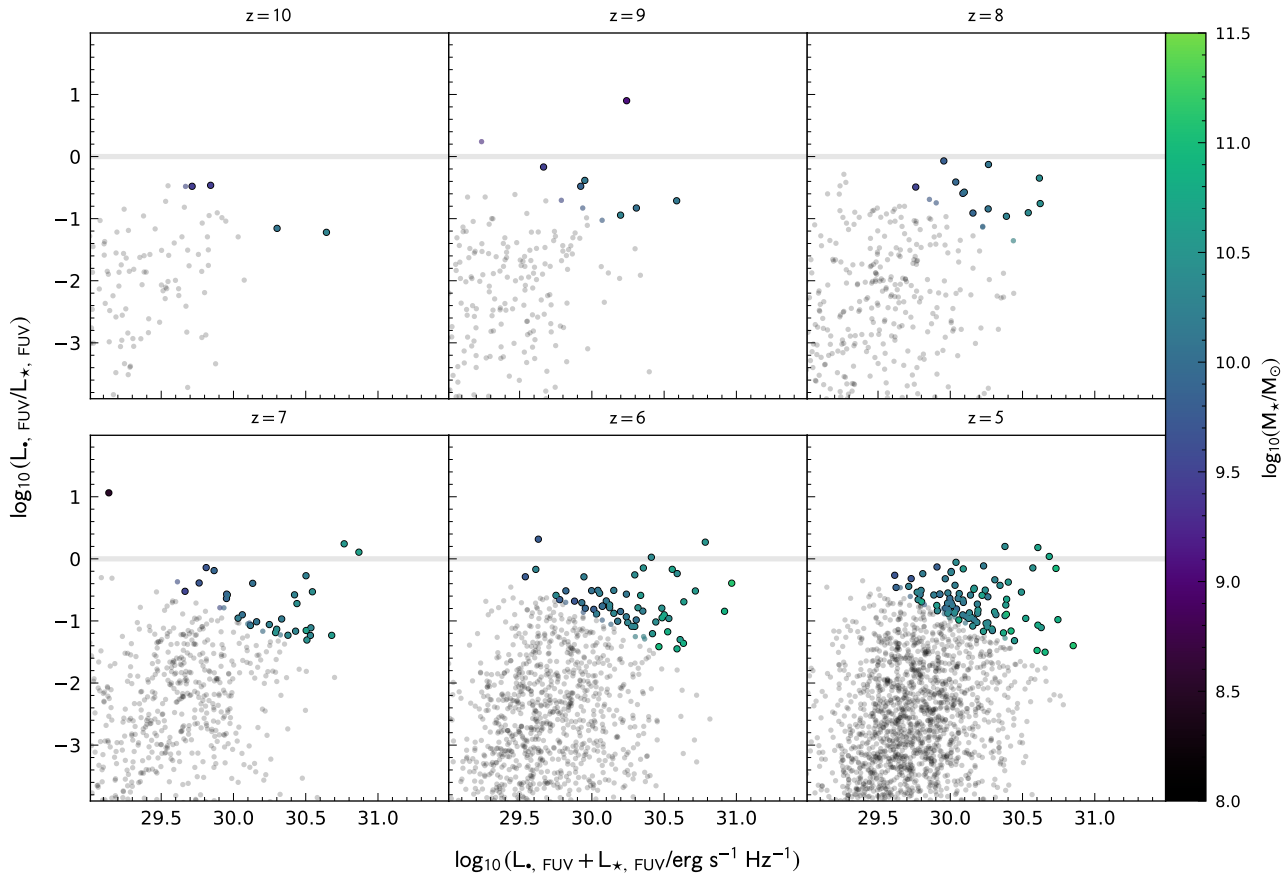 z=10
z=9
z=8
1
0
−1
−2
−3
z=7
z=6
z=5
1
0
−1
−2
−3
29.5 30.0 30.5 31.0
29.5 30.0 30.5 31.0
29.5 30.0 30.5 31.0
log₁₀(L•, FUV/L⋆, FUV)
log₁₀(L•, FUV + L⋆, FUV/erg s⁻¹ Hz⁻¹)
11.5
11.0
10.5
10.0
9.5
9.0
8.5
8.0
log₁₀(M⋆/M☉)